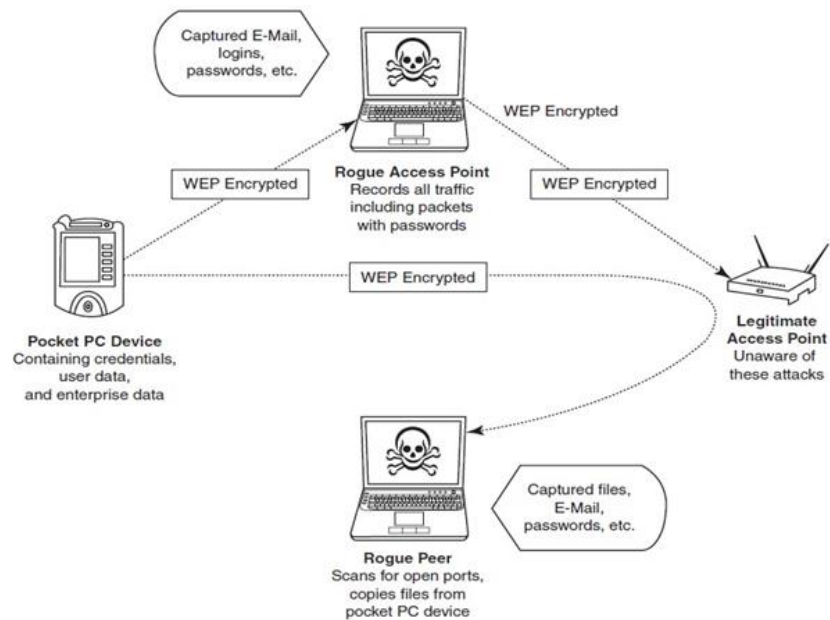 Captured E-Mail,
logins,
passwords, etc.
WEP Encrypted
Rogue Access Point
Records all traffic
including packets
with passwords
WEP Encrypted
WEP Encrypted
WEP Encrypted
Pocket PC Device
Containing credentials,
user data,
and enterprise data
Legitimate
Access Point
Unaware of
these attacks
Captured files,
E-Mail,
passwords, etc.
Rogue Peer
Scans for open ports,
copies files from
pocket PC device